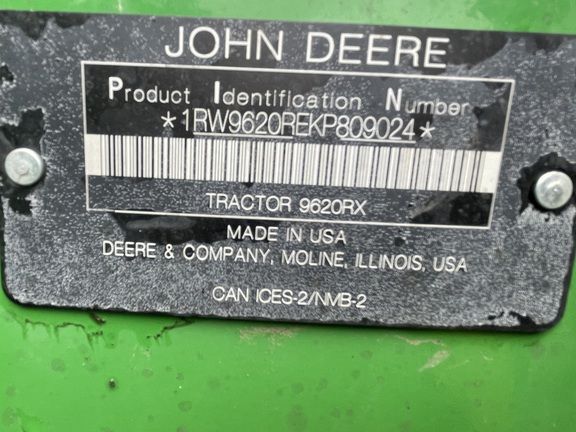 JOHN DEERE
Product Identification Number
*1RW9620REKP809024*
TRACTOR 9620RX
MADE IN USA
DEERE & COMPANY, MOLINE, ILLINOIS, USA
CAN ICES-2/NMB-2